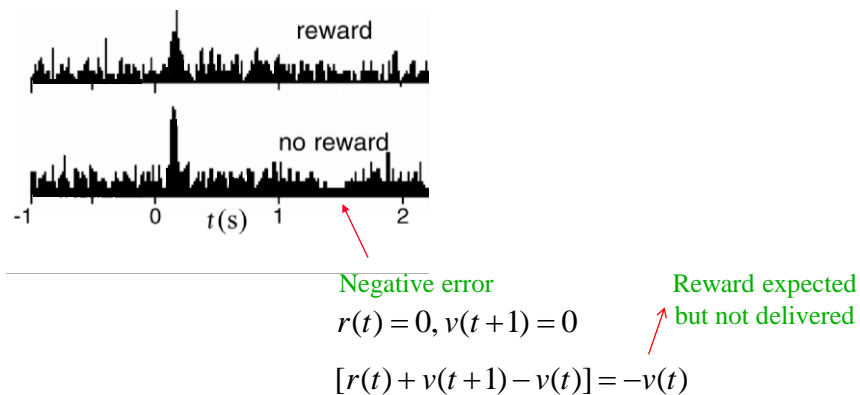 reward
no reward
-1 0 t(s) 1 2
Negative error
Reward expected
but not delivered
r(t) = 0, v(t+1) = 0
[r(t) + v(t+1) − v(t)] = −v(t)